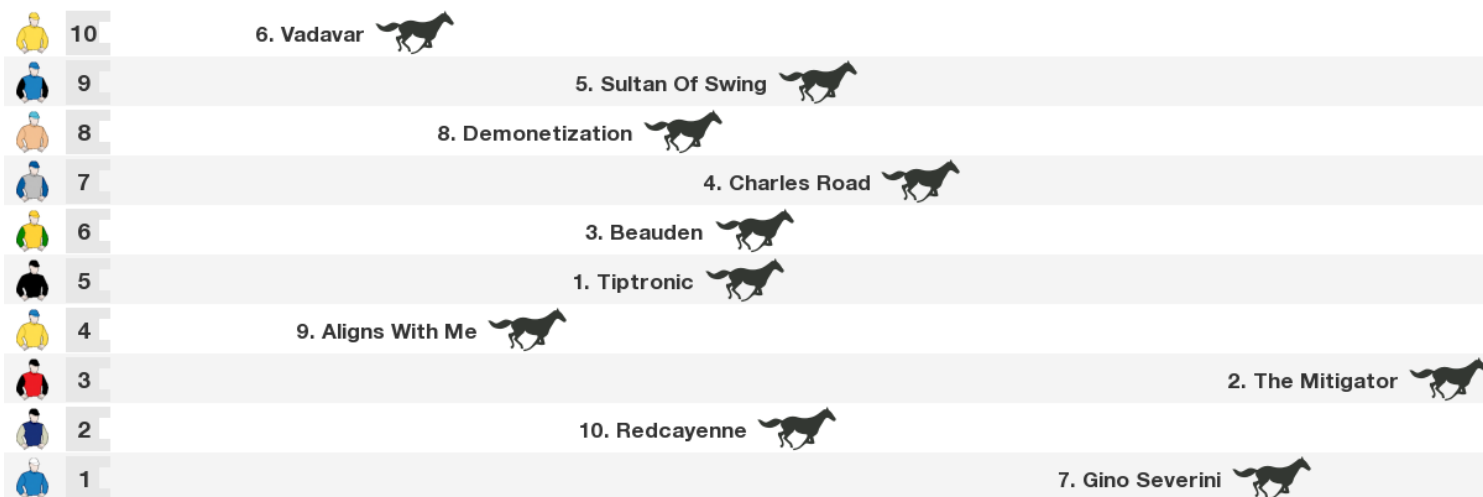 10 6. Vadavar
9 5. Sultan Of Swing
8 8. Demonetization
7 4. Charles Road
6 3. Beauden
5 1. Tiptronic
4 9. Aligns With Me
3 2. The Mitigator
2 10. Redcayenne
1 7. Gino Severini